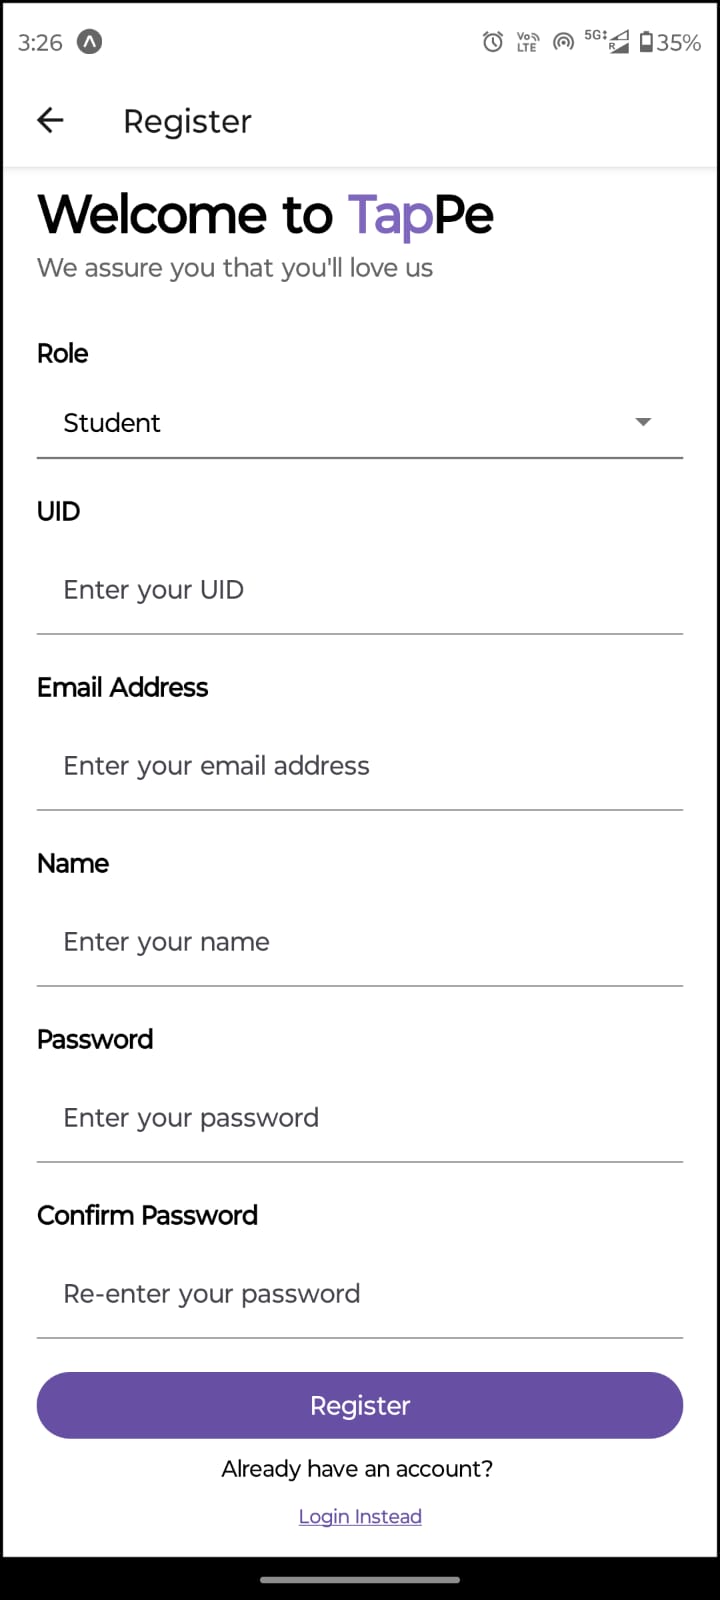 3:26 Vo LTE 5G R 35%
Register
Welcome to TapPe
We assure you that you'll love us
Role
Student
UID
Enter your UID
Email Address
Enter your email address
Name
Enter your name
Password
Enter your password
Confirm Password
Re-enter your password
Register
Already have an account?
Login Instead